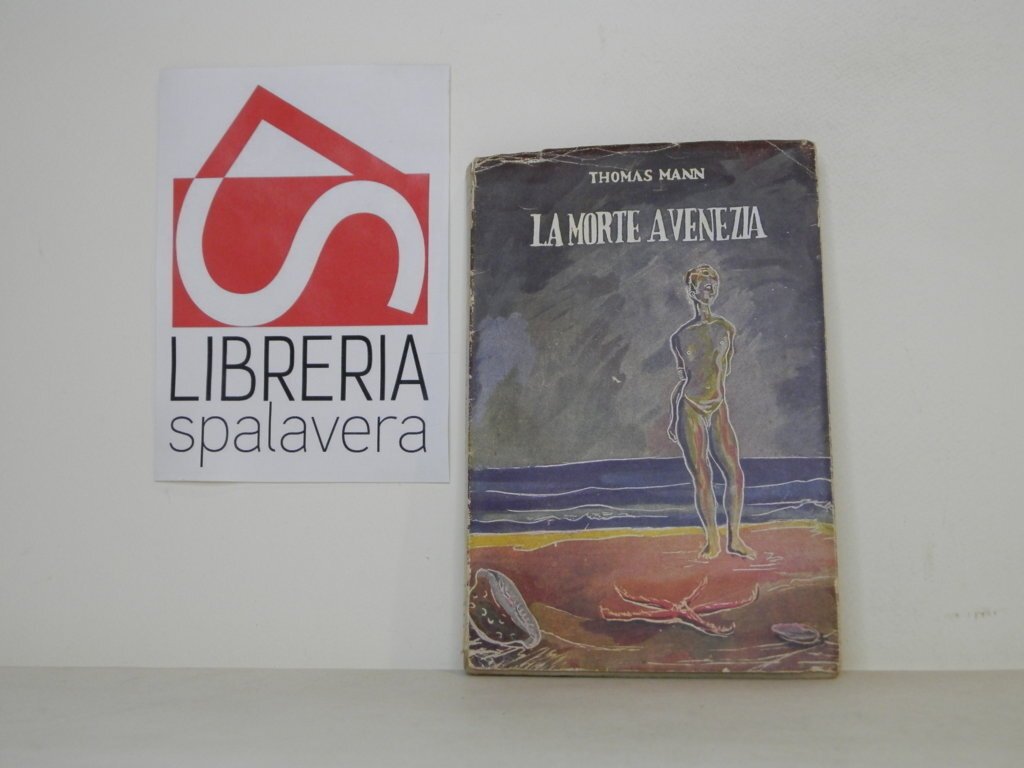 LIBRERIA
spalavera
THOMAS MANN
LA MORTE A VENEZIA